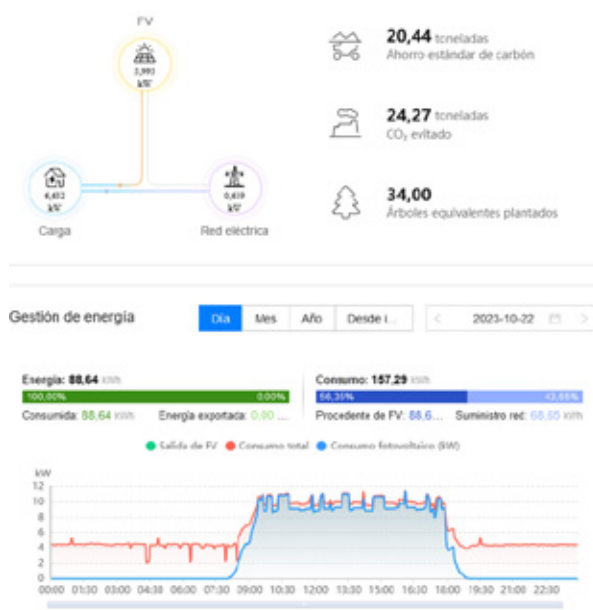 FV
3,993
kW
4,452
kW
Carga
Red eléctrica
kW
20,44 toneladas
Ahorro estándar de carbón
24,27 toneladas
CO₂ evitado
34,00
Árboles equivalentes plantados
Gestión de energía
Día Mes Año Desde i... < 2023-10-22 >
Energía: 88,64 kWh
100,00% 0.00%
Consumida: 88,64 kWh Energía exportada: 0,00 ...
Consumo: 157,29 kWh
56,35% 43,65%
Procedente de FV: 88,6... Suministro red: 68,65 kWh
Salida de FV Consumo total Consumo fotovoltaico (kW)
kW
12
10
8
6
4
2
0
00:00 01:30 03:00 04:30 06:00 07:30 09:00 10:30 12:00 13:30 15:00 16:30 18:00 19:30 21:00 22:30